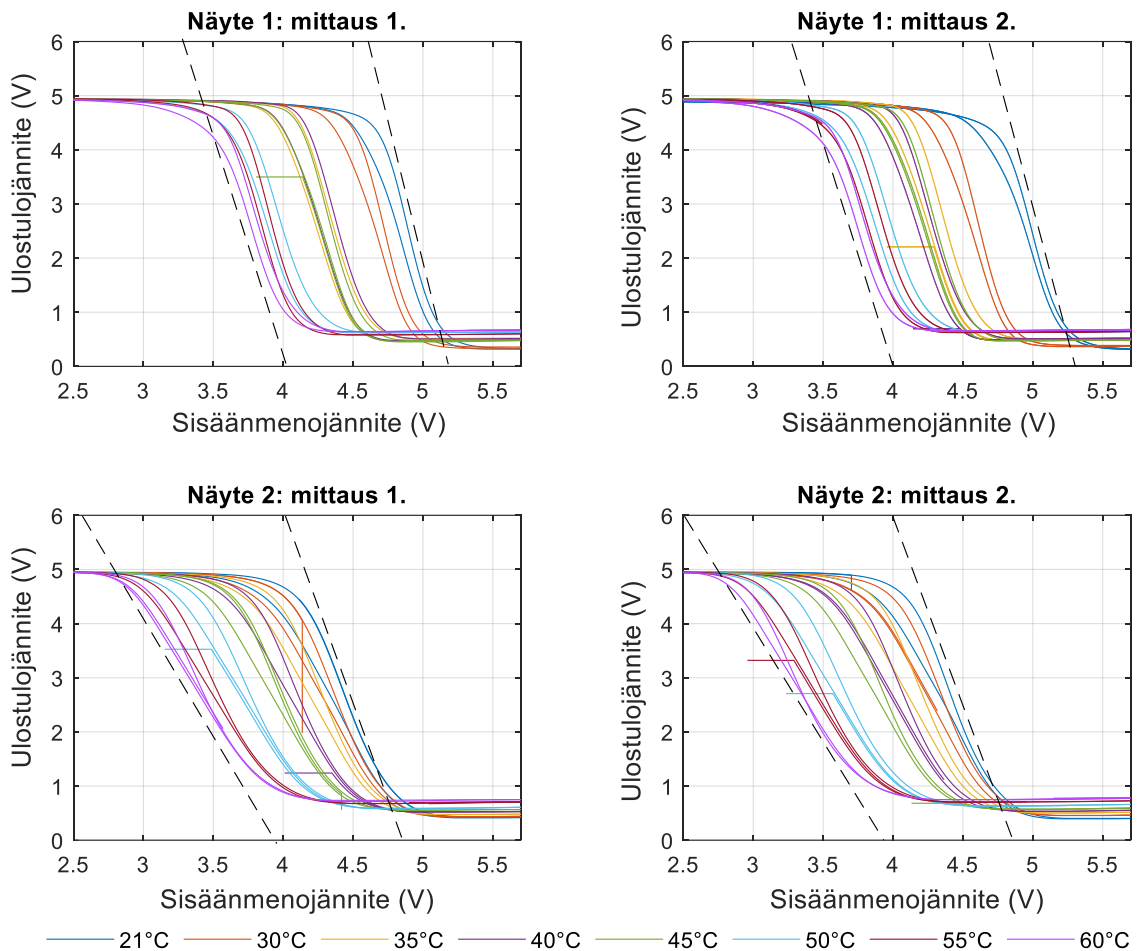 Näyte 1: mittaus 1.
Ulostulojännite (V)
6
5
4
3
2
1
0
2.5 3 3.5 4 4.5 5 5.5
Sisäänmenojännite (V)
Näyte 1: mittaus 2.
Ulostulojännite (V)
6
5
4
3
2
1
0
2.5 3 3.5 4 4.5 5 5.5
Sisäänmenojännite (V)
Näyte 2: mittaus 1.
Ulostulojännite (V)
6
5
4
3
2
1
0
2.5 3 3.5 4 4.5 5 5.5
Sisäänmenojännite (V)
Näyte 2: mittaus 2.
Ulostulojännite (V)
6
5
4
3
2
1
0
2.5 3 3.5 4 4.5 5 5.5
Sisäänmenojännite (V)
21°C 30°C 35°C 40°C 45°C 50°C 55°C 60°C